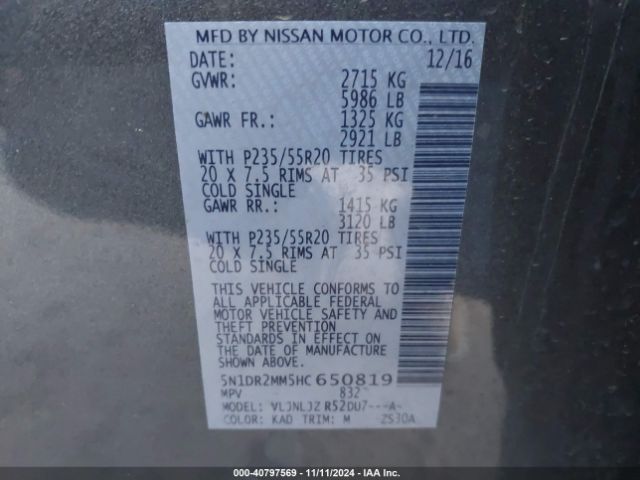 MFD BY NISSAN MOTOR CO., LTD.
DATE: 12/16
GVWR: 2715 KG
5986 LB
GAWR FR.: 1325 KG
2921 LB
WITH P235/55R20 TIRES
20 X 7.5 RIMS AT 35 PSI
COLD SINGLE
GAWR RR.: 1415 KG
3120 LB
WITH P235/55R20 TIRES
20 X 7.5 RIMS AT 35 PSI
COLD SINGLE
THIS VEHICLE CONFORMS TO
ALL APPLICABLE FEDERAL
MOTOR VEHICLE SAFETY AND
THEFT PREVENTION
STANDARDS IN EFFECT ON
THE DATE OF MANUFACTURE
SHOWN ABOVE.
5N1DR2MM5HC650819
MPV 832
MODEL: VLJNLJZ R52DU7---A-
COLOR: KAD TRIM: M ZS30A
000-40797569 - 11/11/2024 - IAA Inc.